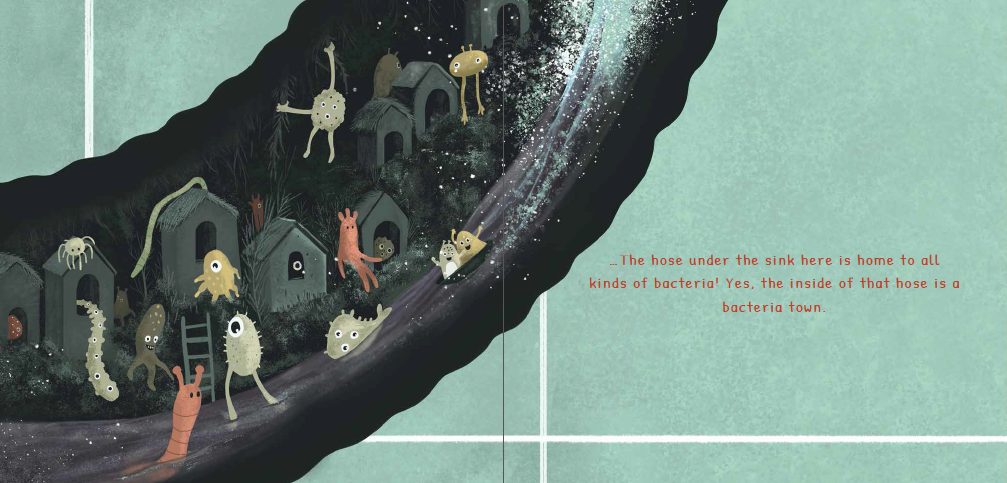 …The hose under the sink here is home to all
kinds of bacteria! Yes, the inside of that hose is a
bacteria town.